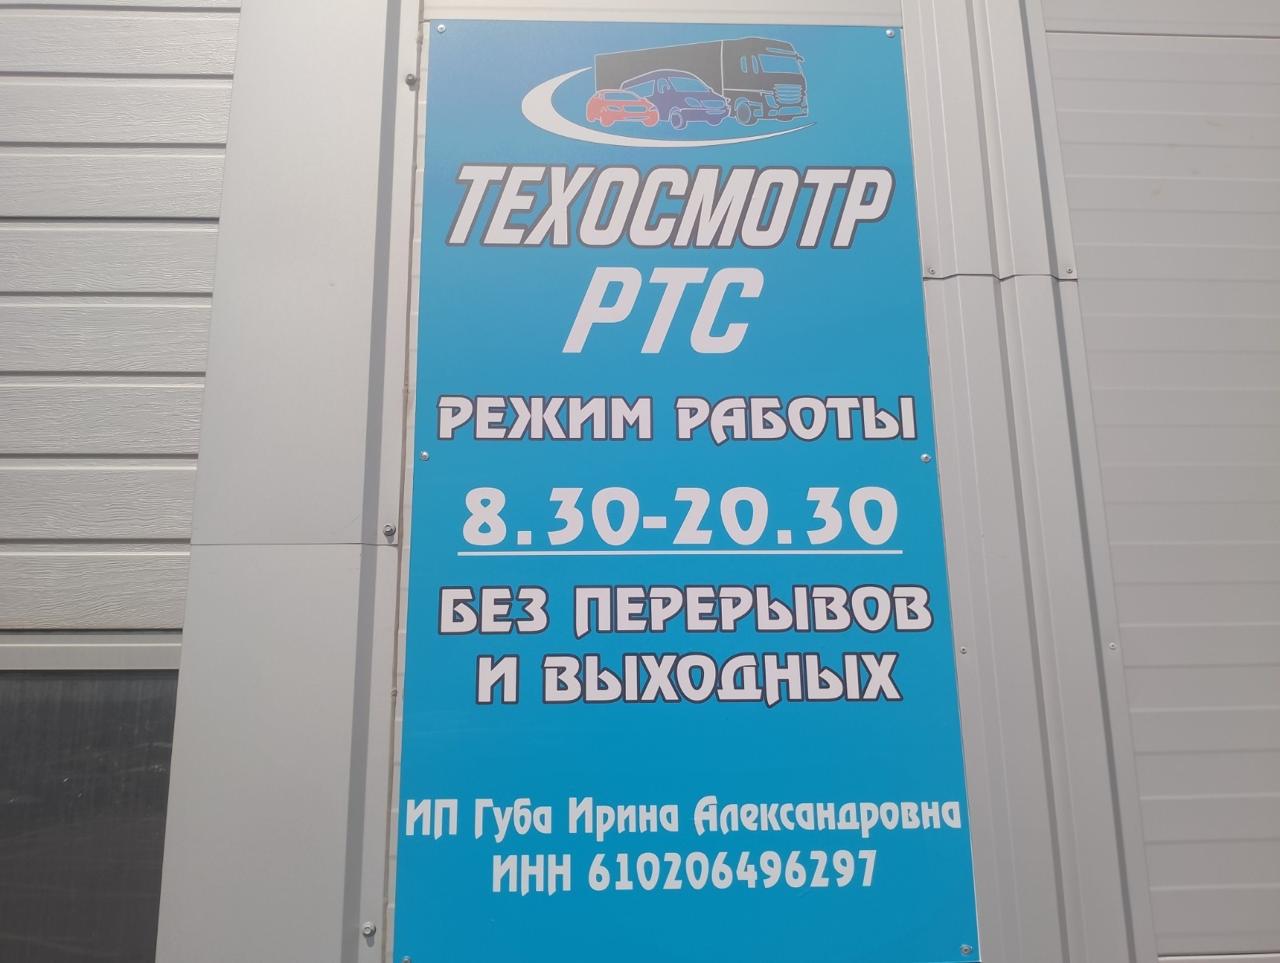 ТЕХОСМОТР
РТС
РЕЖИМ РАБОТЫ
8.30-20.30
БЕЗ ПЕРЕРЫВОВ
И ВЫХОДНЫХ
ИП Губа Ирина Александровна
ИНН 610206496297